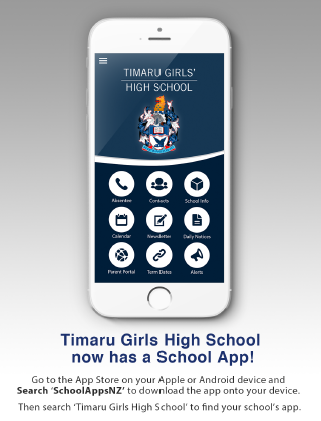 TIMARU GIRLS'
HIGH SCHOOL
Absentee Contacts School Info
Calendar Newsletter Daily Notices
Parent Portal Term Dates Alerts
Timaru Girls High School
now has a School App!
Go to the App Store on your Apple or Android device and
Search 'SchoolAppsNZ' to download the app onto your device.
Then search 'Timaru Girls High School' to find your school's app.